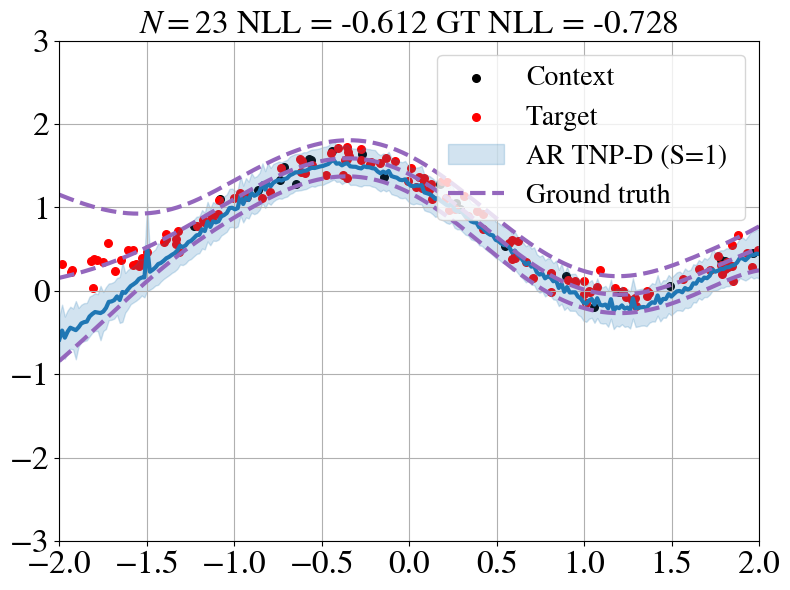 N = 23 NLL = -0.612 GT NLL = -0.728
3
2
1
0
−1
−2
−3
Context
Target
AR TNP-D (S=1)
Ground truth
−2.0 −1.5 −1.0 −0.5 0.0 0.5 1.0 1.5 2.0